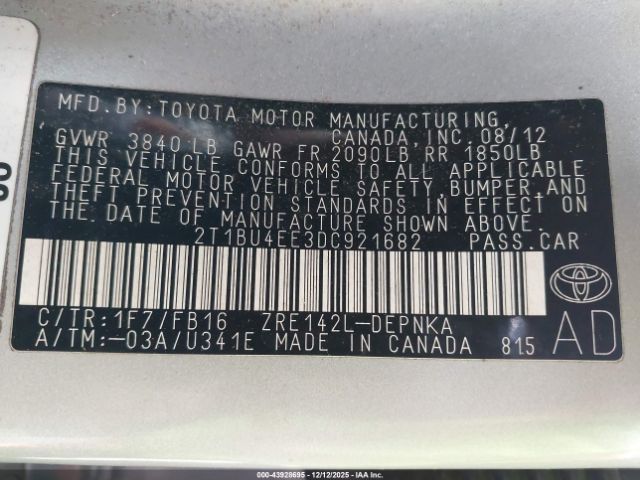 MFD. BY: TOYOTA MOTOR MANUFACTURING,
CANADA, INC. 08/12
GVWR 3840 LB GAWR FR 2090LB RR 1850LB
THIS VEHICLE CONFORMS TO ALL APPLICABLE
FEDERAL MOTOR VEHICLE SAFETY, BUMPER, AND
THEFT PREVENTION STANDARDS IN EFFECT ON
THE DATE OF MANUFACTURE SHOWN ABOVE.
2T1BU4EE3DC921682 PASS.CAR
C/TR: 1F7/FB16 ZRE142L-DEPNKA
A/TM: -03A/U341E MADE IN CANADA 815
AD
000-43928695 - 12/12/2025 - IAA Inc.